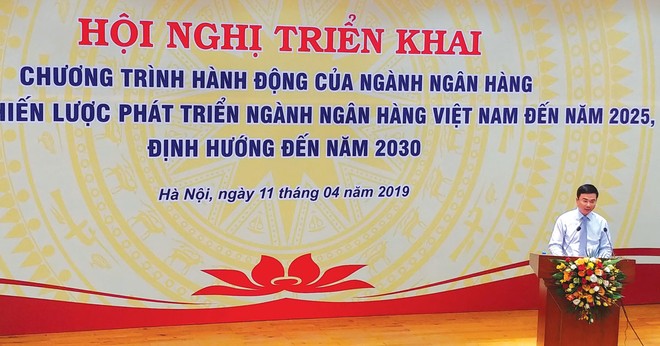 HỘI NGHỊ TRIỂN KHAI
CHƯƠNG TRÌNH HÀNH ĐỘNG CỦA NGÀNH NGÂN HÀNG
HIẾN LƯỢC PHÁT TRIỂN NGÀNH NGÂN HÀNG VIỆT NAM ĐẾN NĂM 2025,
ĐỊNH HƯỚNG ĐẾN NĂM 2030
Hà Nội, ngày 11 tháng 04 năm 2019